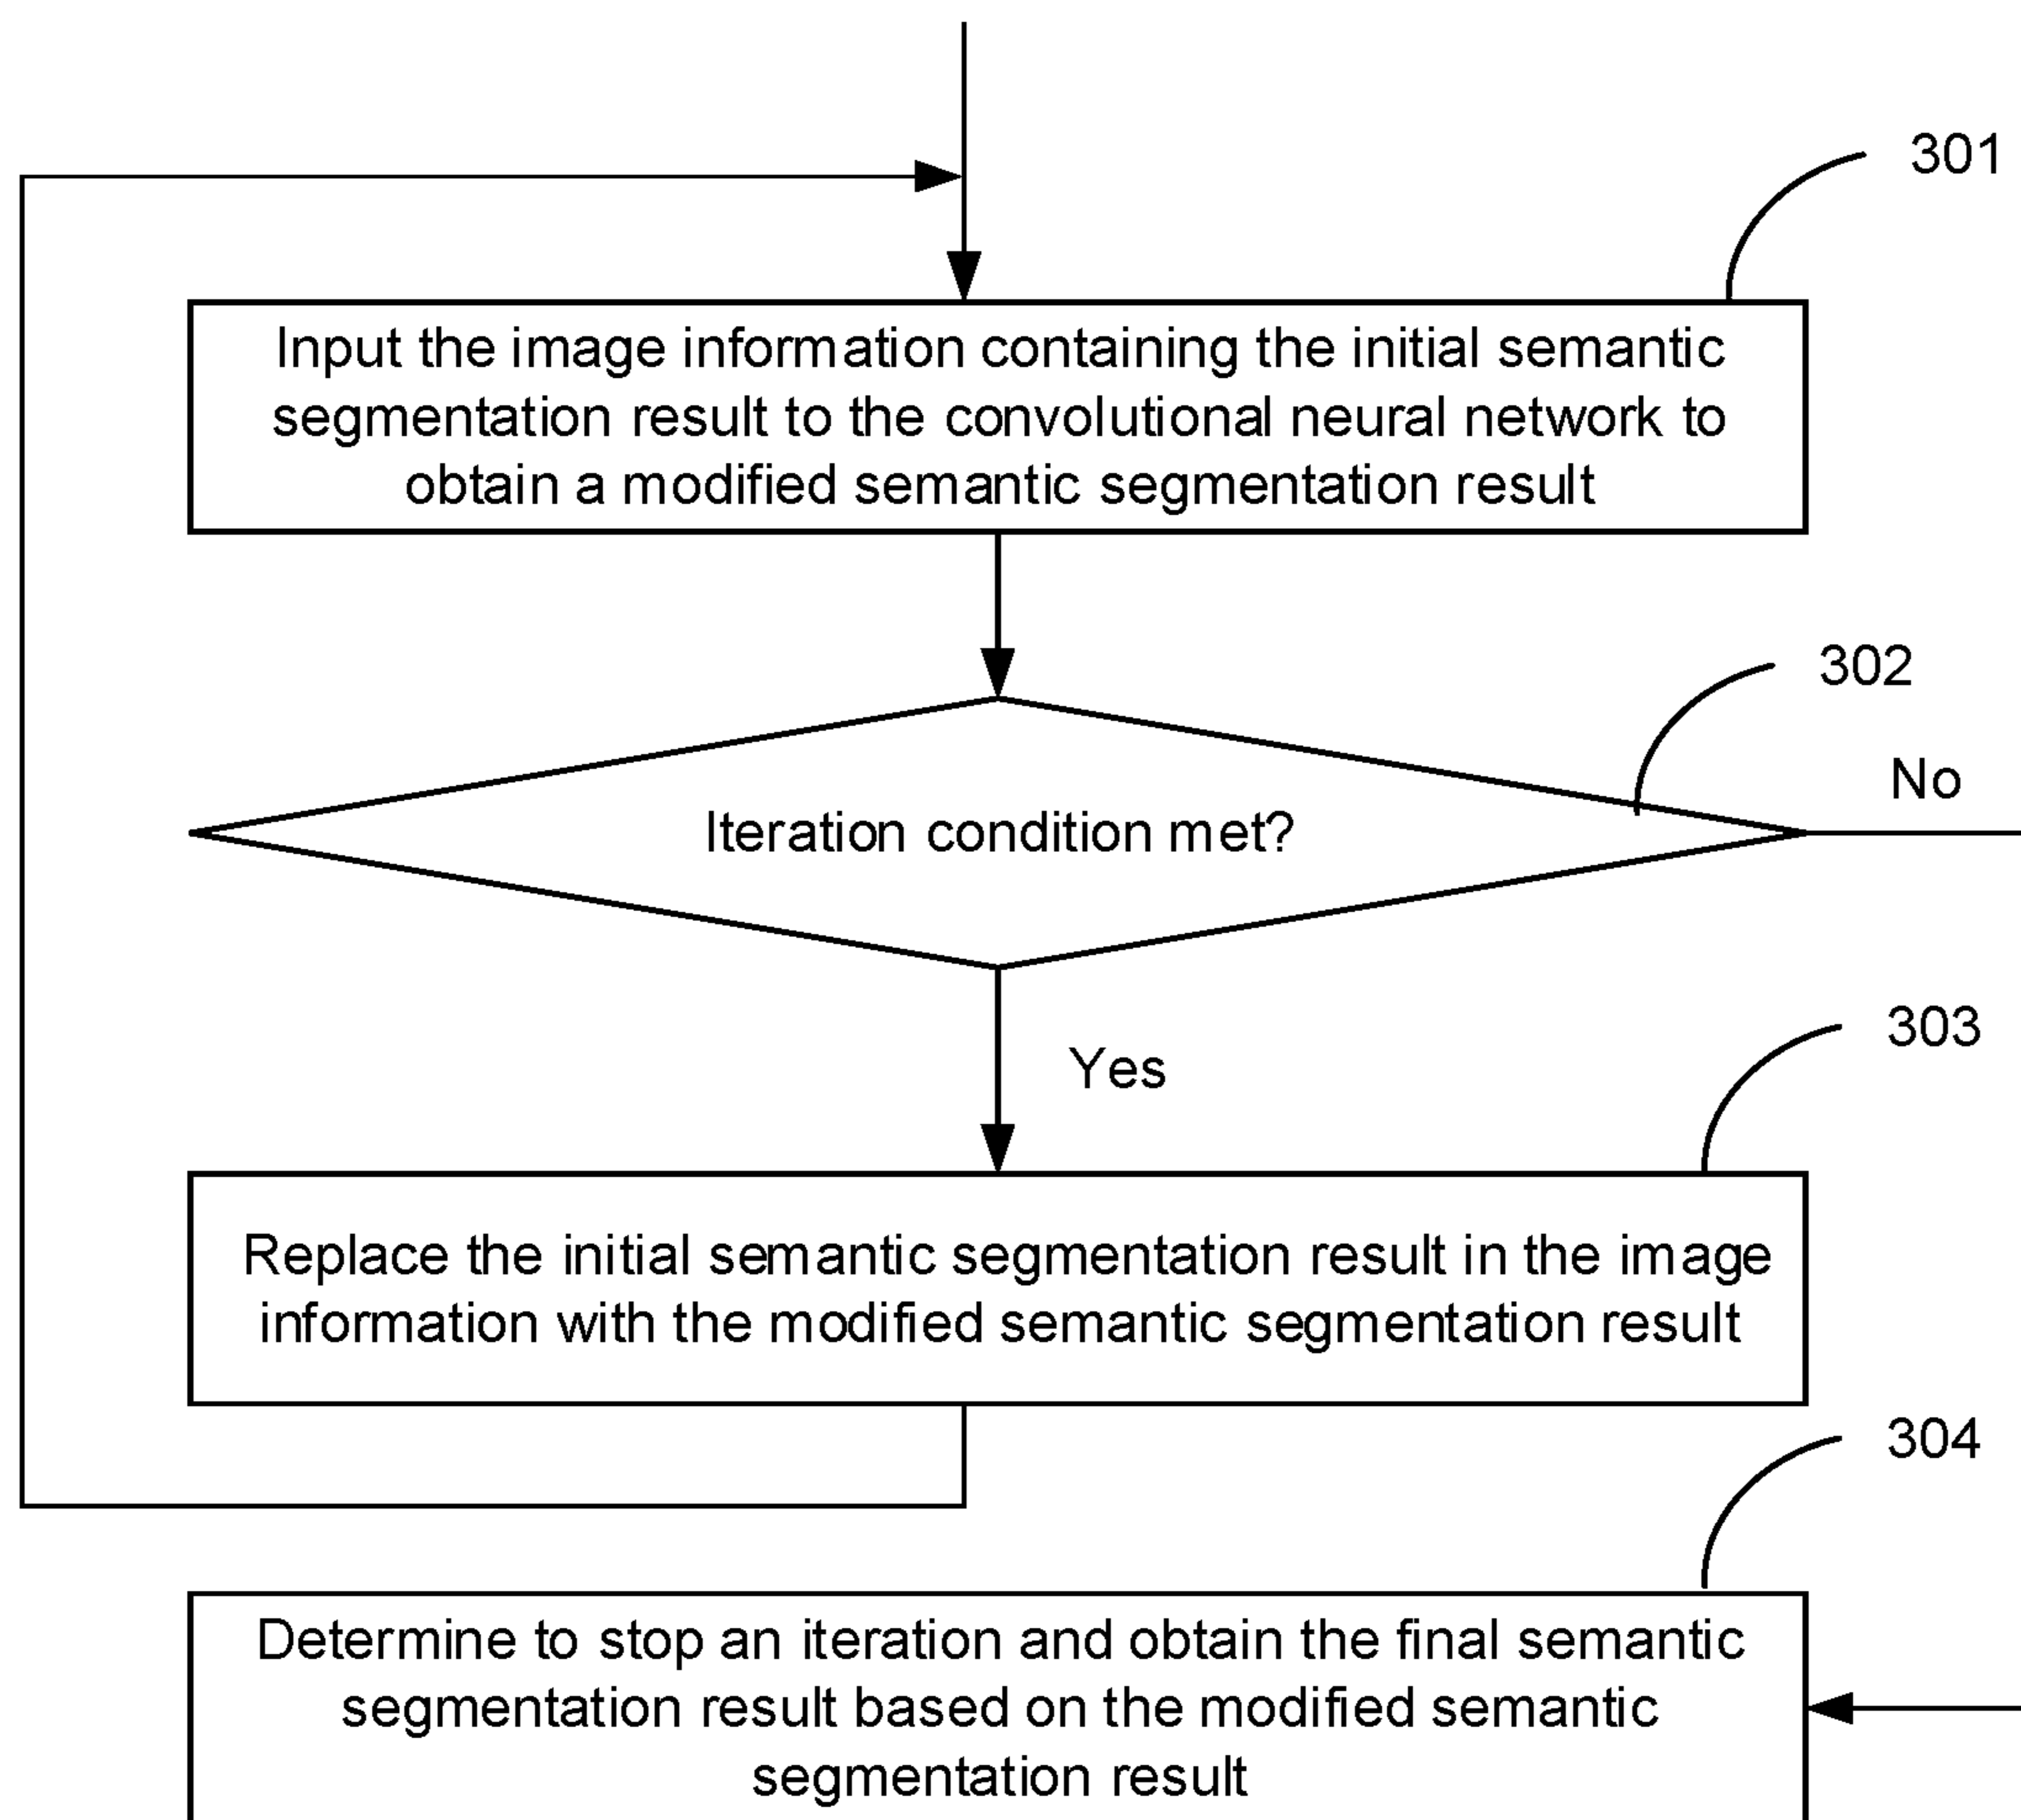 301
Input the image information containing the initial semantic
segmentation result to the convolutional neural network to
obtain a modified semantic segmentation result
302
No
Iteration condition met?
303
Yes
Replace the initial semantic segmentation result in the image
information with the modified semantic segmentation result
304
Determine to stop an iteration and obtain the final semantic
segmentation result based on the modified semantic
segmentation result